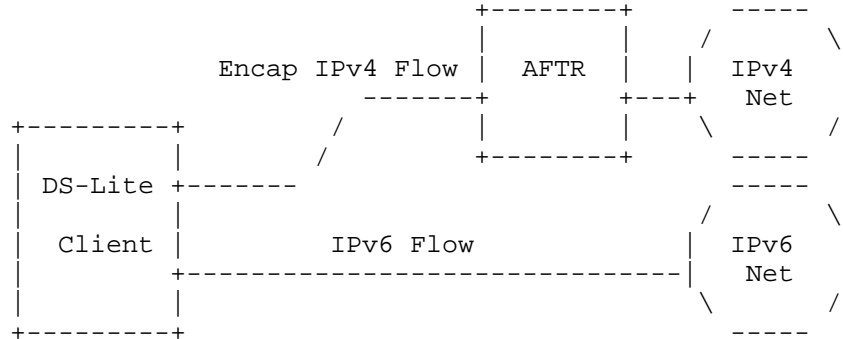 Encap IPv4 Flow
AFTR
IPv4
Net
DS-Lite
Client
IPv6 Flow
IPv6
Net